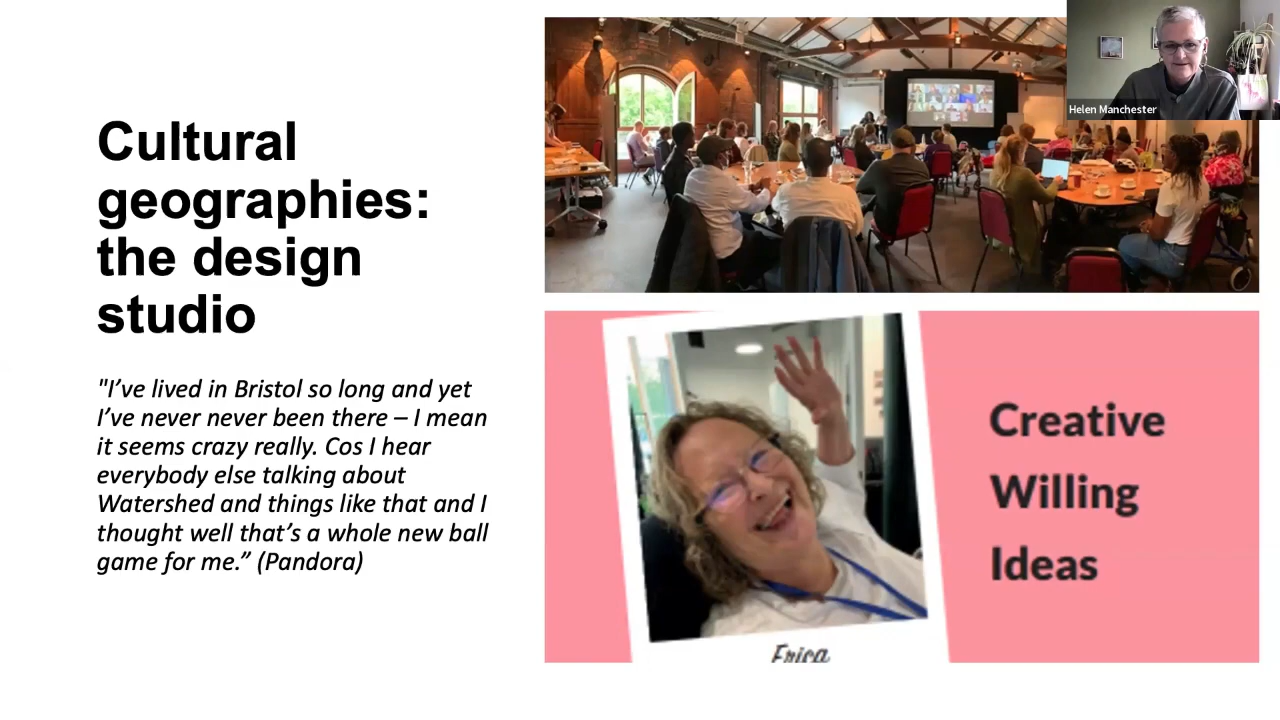 Cultural
geographies:
the design
studio
"I’ve lived in Bristol so long and yet
I’ve never never been there – I mean
it seems crazy really. Cos I hear
everybody else talking about
Watershed and things like that and I
thought well that’s a whole new ball
game for me.” (Pandora)
Helen Manchester
Creative
Willing
Ideas
Erica